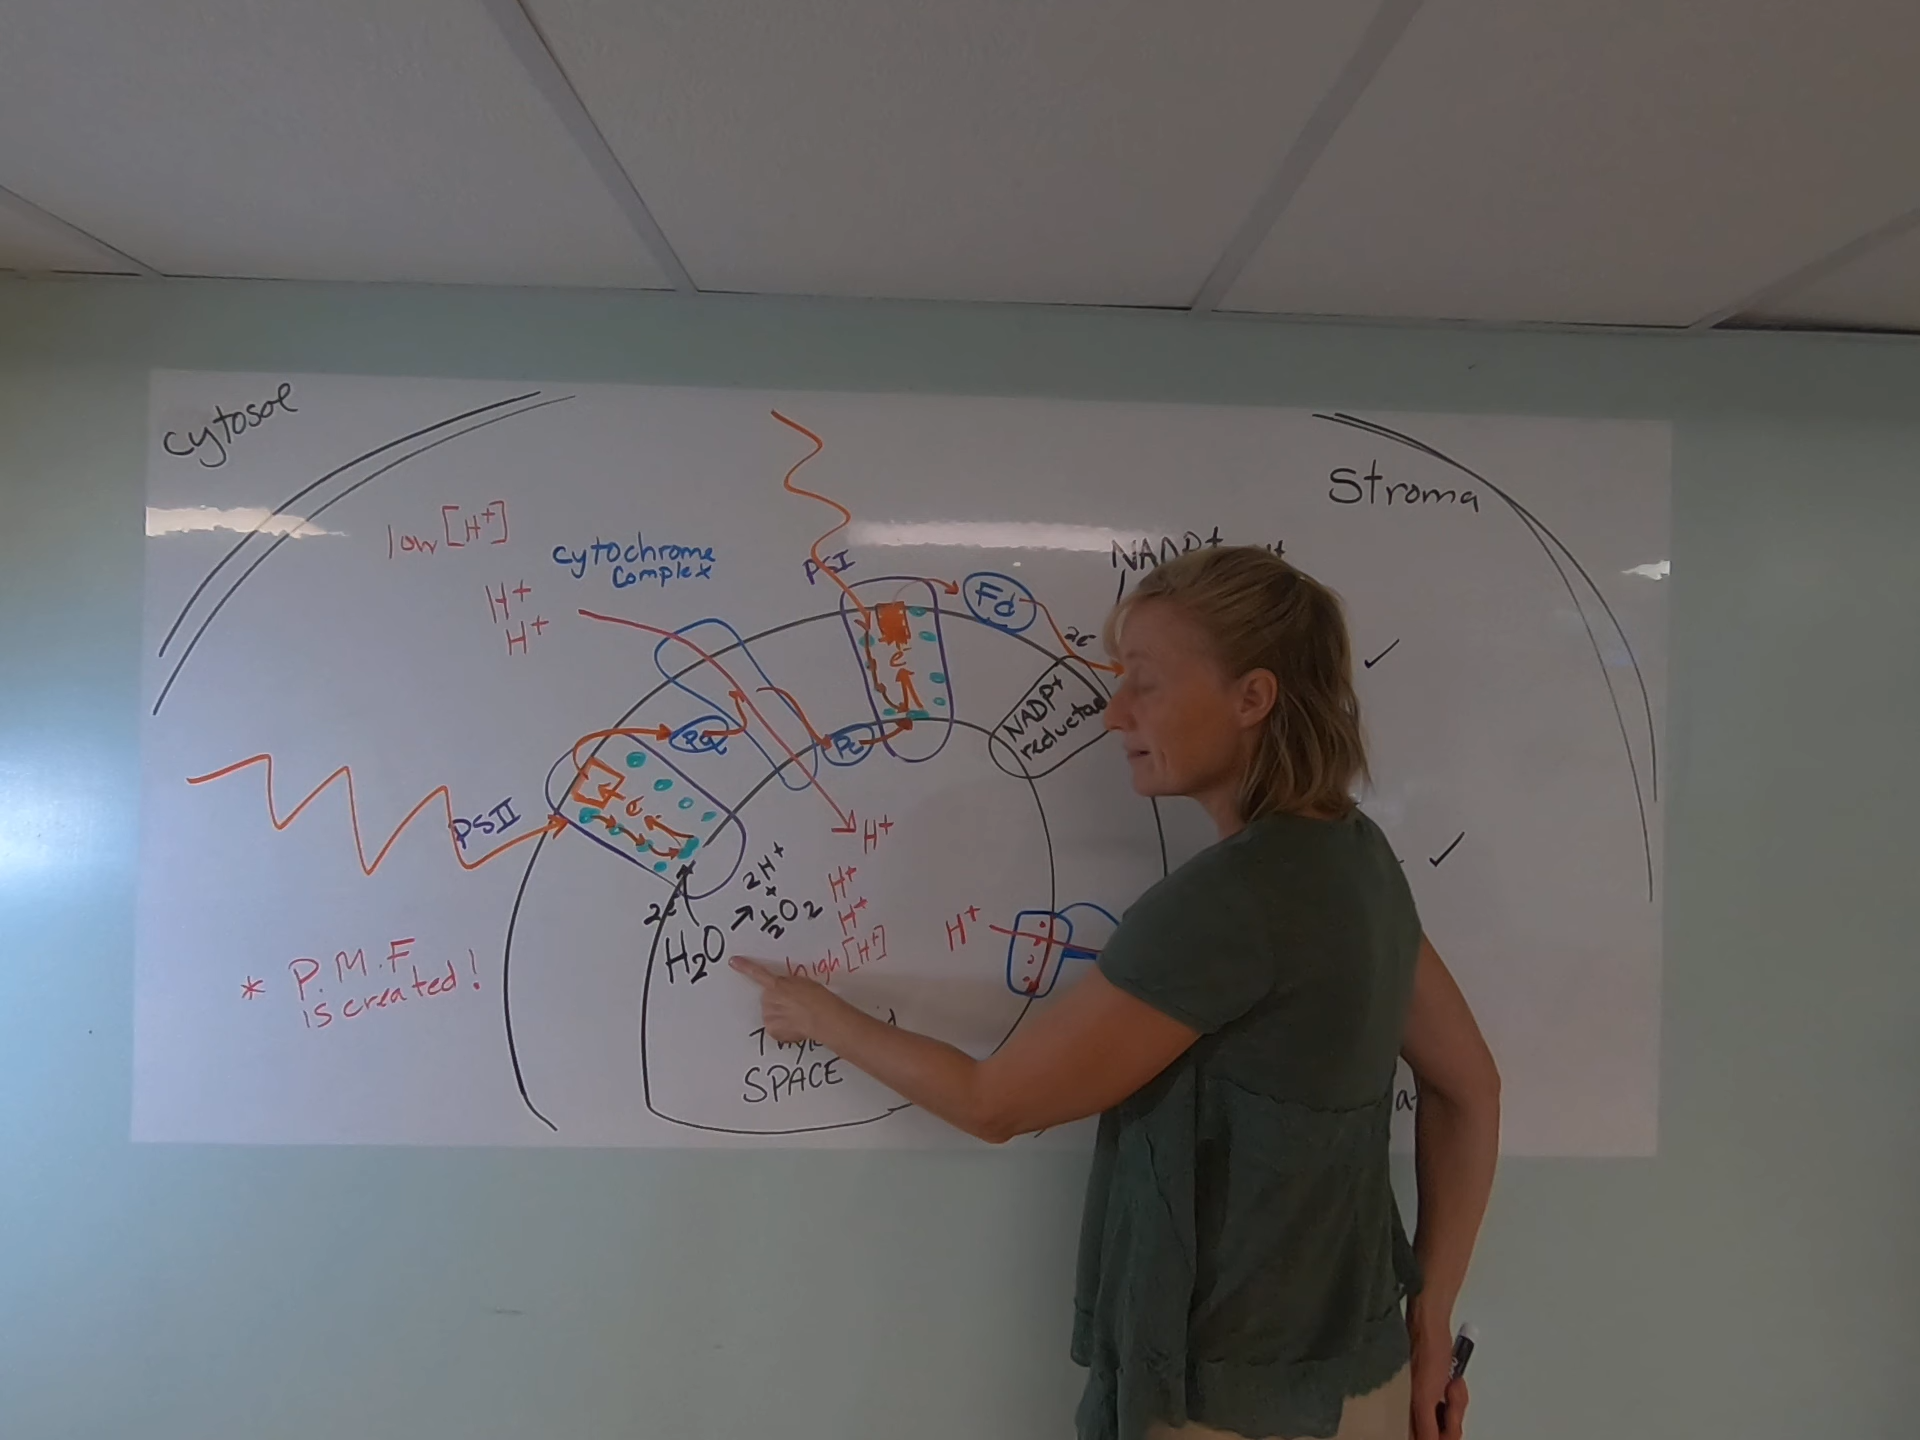 Cytosol
Stroma
low [H+]
H+
H+
cytochrome
complex
PSI
Fd
2e-
NADP+
reductase
e-
Pq
Pc
PSII
e-
H+
2H+
+
½O2
2e-
H2O
H+
H+
high [H+]
H+
* P.M.F
is created!
SPACE